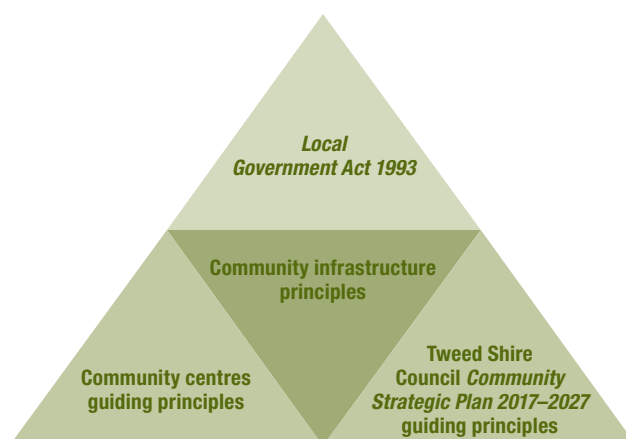 Local
Government Act 1993
Community infrastructure
principles
Community centres
guiding principles
Tweed Shire
Council Community
Strategic Plan 2017–2027
guiding principles